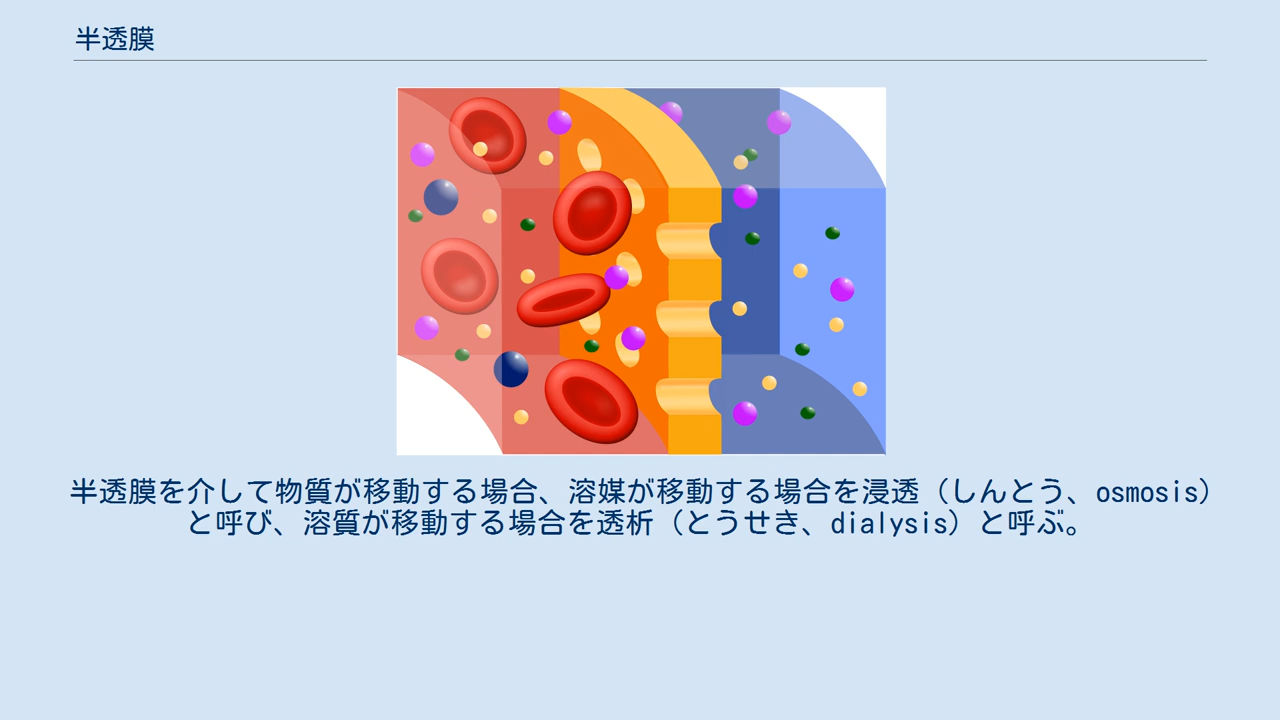 半透膜
半透膜を介して物質が移動する場合、溶媒が移動する場合を浸透（しんとう、osmosis）
と呼び、溶質が移動する場合を透析（とうせき、dialysis）と呼ぶ。